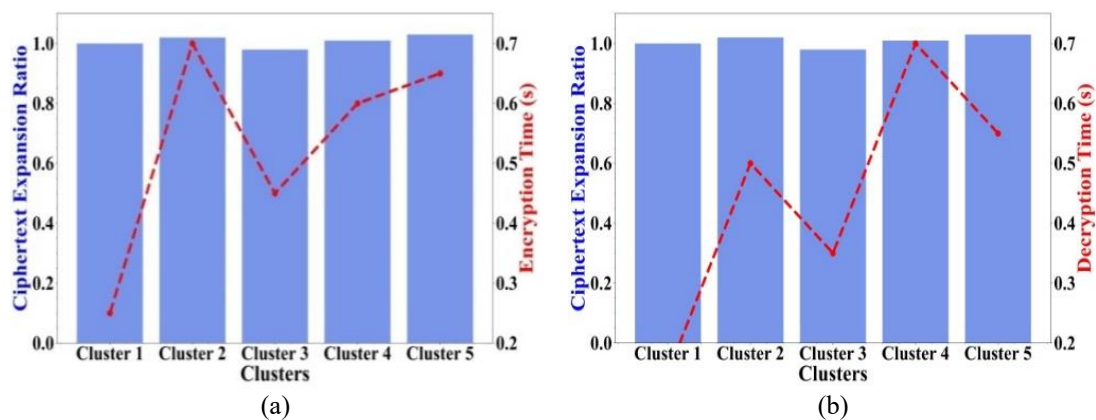 Ciphertext Expansion Ratio
1.0
0.8
0.6
0.4
0.2
0.0
Cluster 1 Cluster 2 Cluster 3 Cluster 4 Cluster 5
Clusters
0.7
0.6
0.5
0.4
0.3
0.2
Encryption Time (s)
(a)
Ciphertext Expansion Ratio
1.0
0.8
0.6
0.4
0.2
0.0
Cluster 1 Cluster 2 Cluster 3 Cluster 4 Cluster 5
Clusters
0.7
0.6
0.5
0.4
0.3
0.2
Decryption Time (s)
(b)